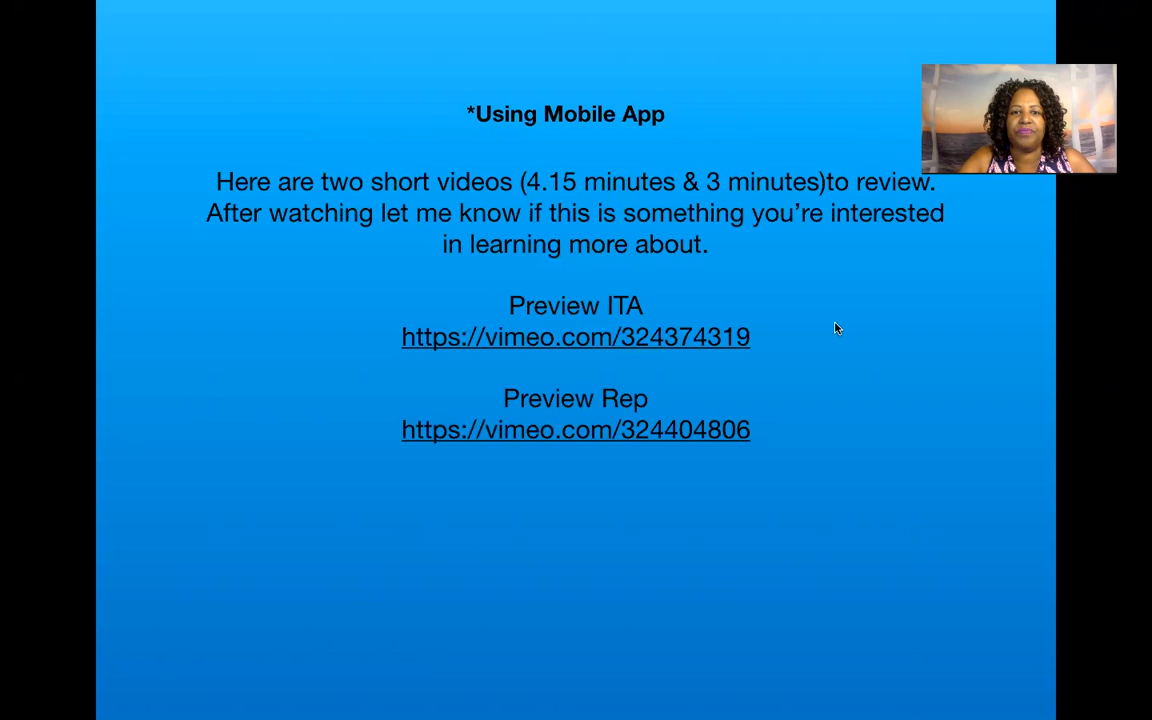 *Using Mobile App
Here are two short videos (4.15 minutes & 3 minutes)to review.
After watching let me know if this is something you’re interested
in learning more about.
Preview ITA
https://vimeo.com/324374319
Preview Rep
https://vimeo.com/324404806